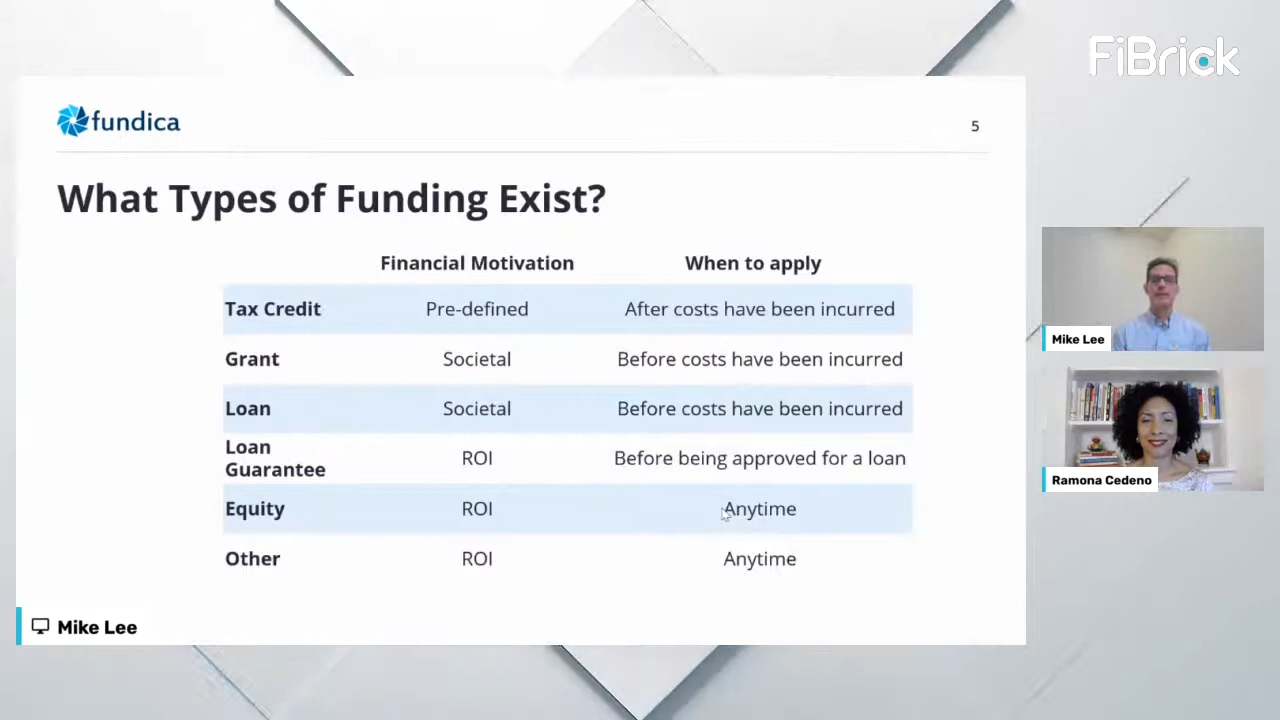 FiBrick
fundica
5
What Types of Funding Exist?
Financial Motivation When to apply
Tax Credit Pre-defined After costs have been incurred
Grant Societal Before costs have been incurred
Loan Societal Before costs have been incurred
Loan
Guarantee ROI Before being approved for a loan
Equity ROI Anytime
Other ROI Anytime
Mike Lee
Mike Lee
Ramona Cedeno